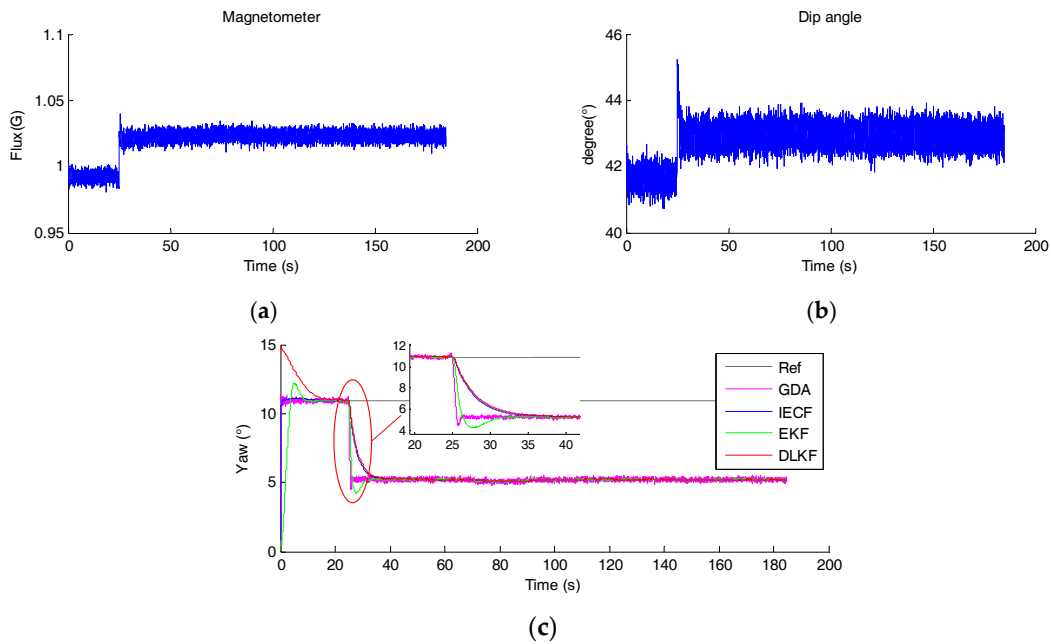 Magnetometer
1.1
1.05
1
0.95
Flux(G)
0
50
100
150
200
Time (s)
(a)
Dip angle
46
44
42
40
degree(°)
0
50
100
150
200
Time (s)
(b)
15
10
5
0
Yaw (°)
12
11
10
8
6
4
20
25
30
35
40
Ref
GDA
IECF
EKF
DLKF
0
20
40
60
80
100
120
140
160
180
200
Time (s)
(c)